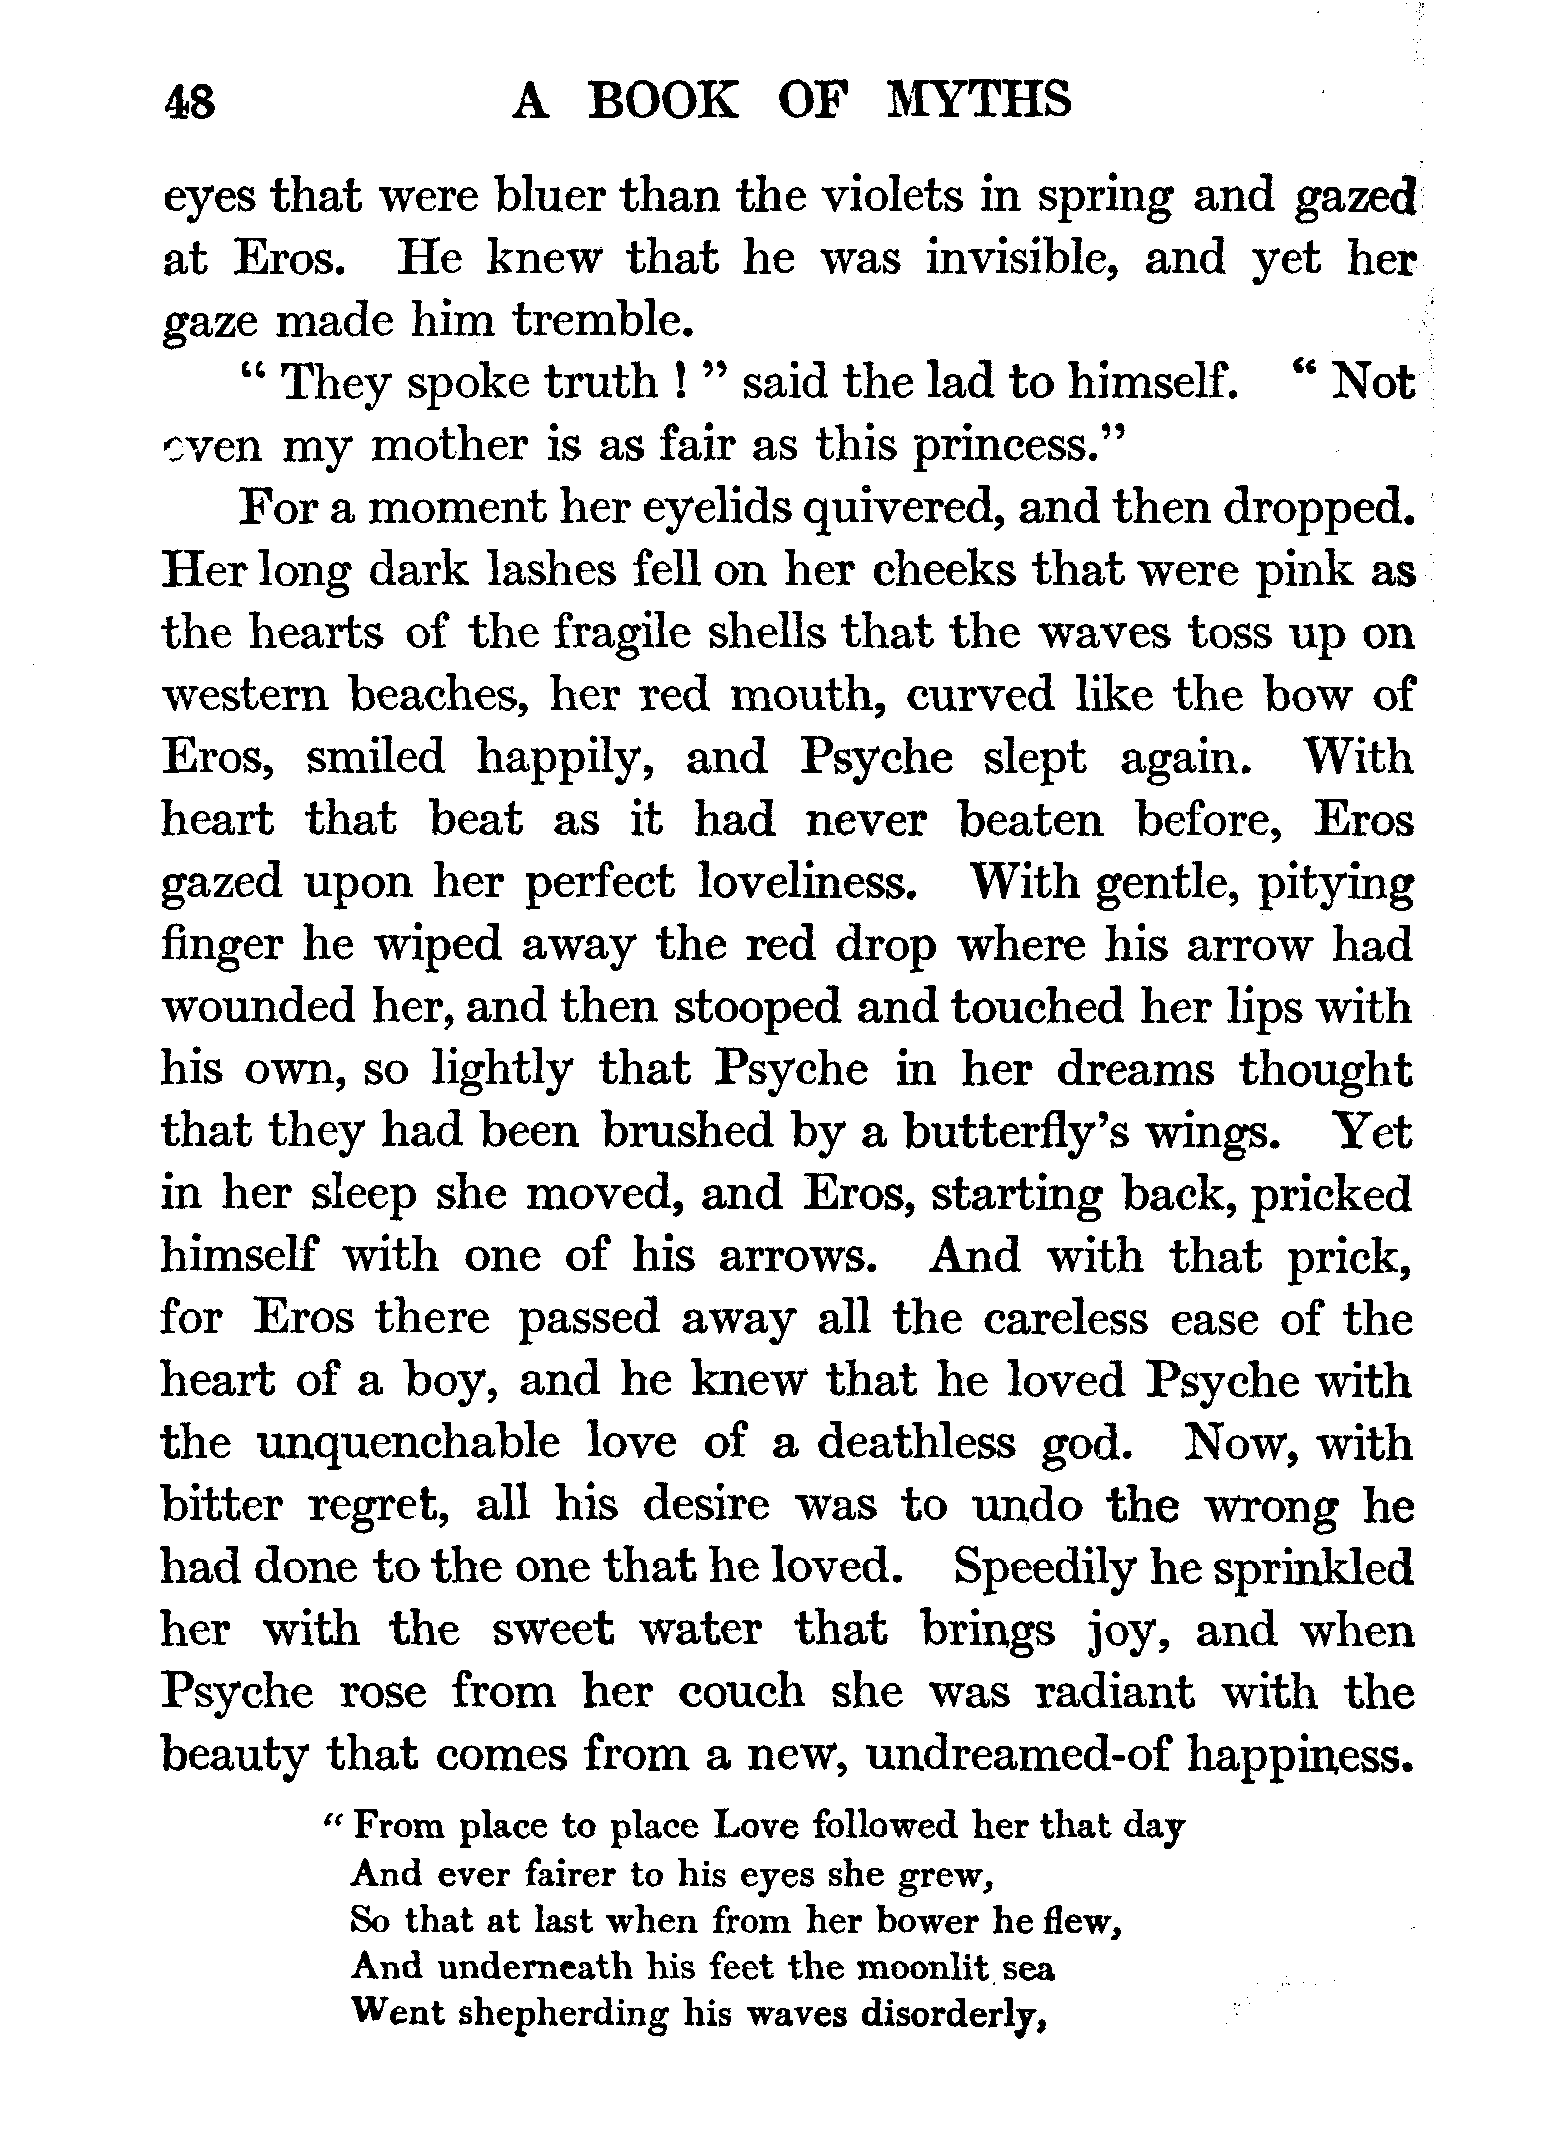 48 A BOOK OF MYTHS
eyes that were bluer than the violets in spring and gazed
at Eros. He knew that he was invisible, and yet her
gaze made him tremble.
" They spoke truth ! " said the lad to himself. " Not
even my mother is as fair as this princess."
For a moment her eyelids quivered, and then dropped.
Her long dark lashes fell on her cheeks that were pink as
the hearts of the fragile shells that the waves toss up on
western beaches, her red mouth, curved like the bow of
Eros, smiled happily, and Psyche slept again. With
heart that beat as it had never beaten before, Eros
gazed upon her perfect loveliness. With gentle, pitying
finger he wiped away the red drop where his arrow had
wounded her, and then stooped and touched her lips with
his own, so lightly that Psyche in her dreams thought
that they had been brushed by a butterfly's wings. Yet
in her sleep she moved, and Eros, starting back, pricked
himself with one of his arrows. And with that prick,
for Eros there passed away all the careless ease of the
heart of a boy, and he knew that he loved Psyche with
the unquenchable love of a deathless god. Now, with
bitter regret, all his desire was to undo the wrong he
had done to the one that he loved. Speedily he sprinkled
her with the sweet water that brings joy, and when
Psyche rose from her couch she was radiant with the
beauty that comes from a new, undreamed-of happiness.
" From place to place Love followed her that day
And ever fairer to his eyes she grew,
So that at last when from her bower he flew,
And underneath his feet the moonlit sea
Went shepherding his waves disorderly,